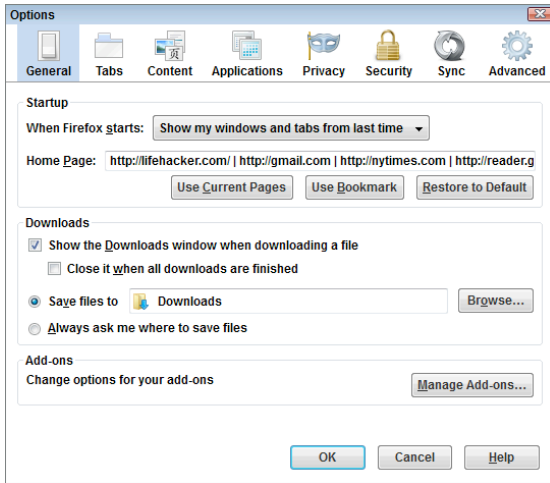 Options
General Tabs Content Applications Privacy Security Sync Advanced
Startup
When Firefox starts: Show my windows and tabs from last time
Home Page: http://lifehacker.com/ | http://gmail.com | http://nytimes.com | http://reader.g
Use Current Pages Use Bookmark Restore to Default
Downloads
Show the Downloads window when downloading a file
Close it when all downloads are finished
Save files to Downloads Browse...
Always ask me where to save files
Add-ons
Change options for your add-ons Manage Add-ons...
OK Cancel Help